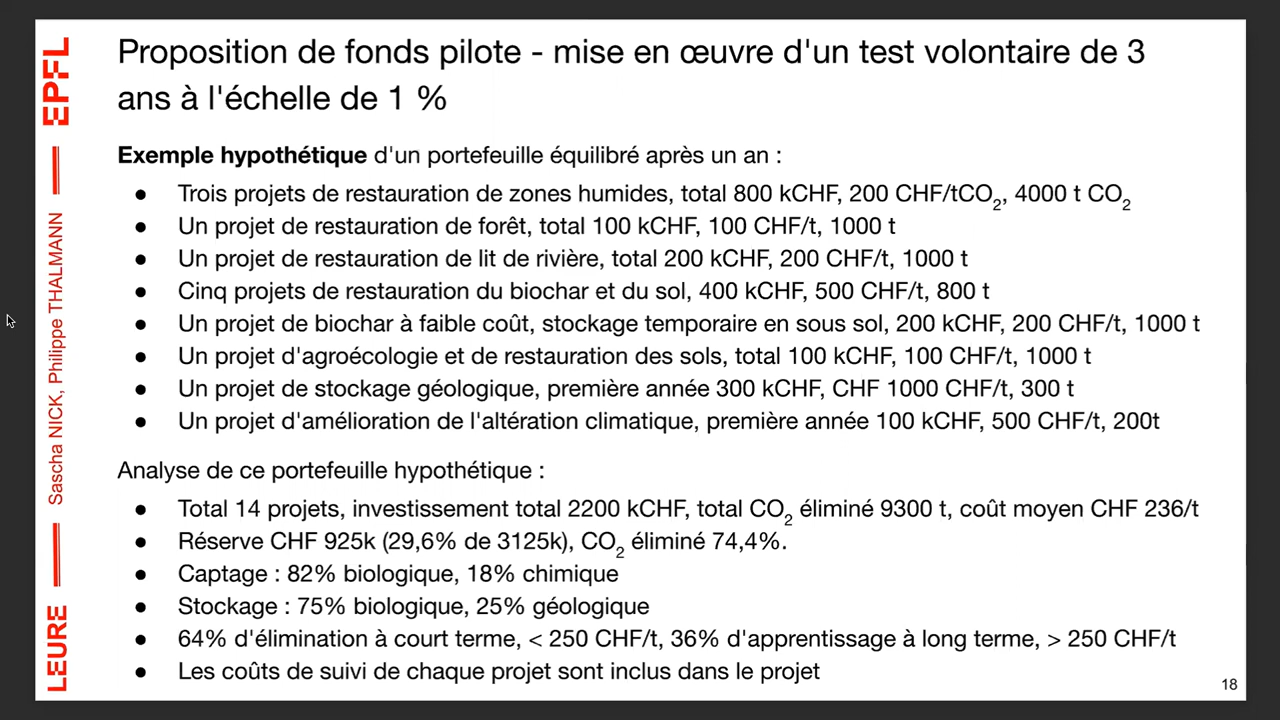 Proposition de fonds pilote - mise en œuvre d'un test volontaire de 3
ans à l'échelle de 1 %
Exemple hypothétique d'un portefeuille équilibré après un an :
● Trois projets de restauration de zones humides, total 800 kCHF, 200 CHF/tCO2, 4000 t CO2
● Un projet de restauration de forêt, total 100 kCHF, 100 CHF/t, 1000 t
● Un projet de restauration de lit de rivière, total 200 kCHF, 200 CHF/t, 1000 t
● Cinq projets de restauration du biochar et du sol, 400 kCHF, 500 CHF/t, 800 t
● Un projet de biochar à faible coût, stockage temporaire en sous sol, 200 kCHF, 200 CHF/t, 1000 t
● Un projet d'agroécologie et de restauration des sols, total 100 kCHF, 100 CHF/t, 1000 t
● Un projet de stockage géologique, première année 300 kCHF, CHF 1000 CHF/t, 300 t
● Un projet d'amélioration de l'altération climatique, première année 100 kCHF, 500 CHF/t, 200t
Analyse de ce portefeuille hypothétique :
● Total 14 projets, investissement total 2200 kCHF, total CO2 éliminé 9300 t, coût moyen CHF 236/t
● Réserve CHF 925k (29,6% de 3125k), CO2 éliminé 74,4%.
● Captage : 82% biologique, 18% chimique
● Stockage : 75% biologique, 25% géologique
● 64% d'élimination à court terme, < 250 CHF/t, 36% d'apprentissage à long terme, > 250 CHF/t
● Les coûts de suivi de chaque projet sont inclus dans le projet
EPFL
Sascha NICK, Philippe THALMANN
LEURE
18